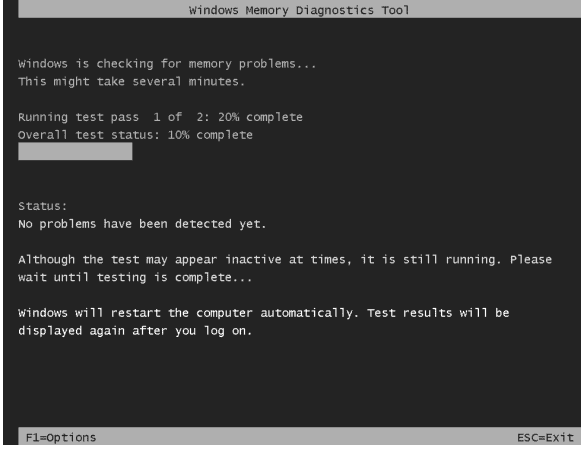 Windows Memory Diagnostics Tool
Windows is checking for memory problems...
This might take several minutes.
Running test pass  1 of  2: 20% complete
Overall test status: 10% complete
Status:
No problems have been detected yet.
Although the test may appear inactive at times, it is still running. Please
wait until testing is complete...
Windows will restart the computer automatically. Test results will be
displayed again after you log on.
F1=Options ESC=Exit